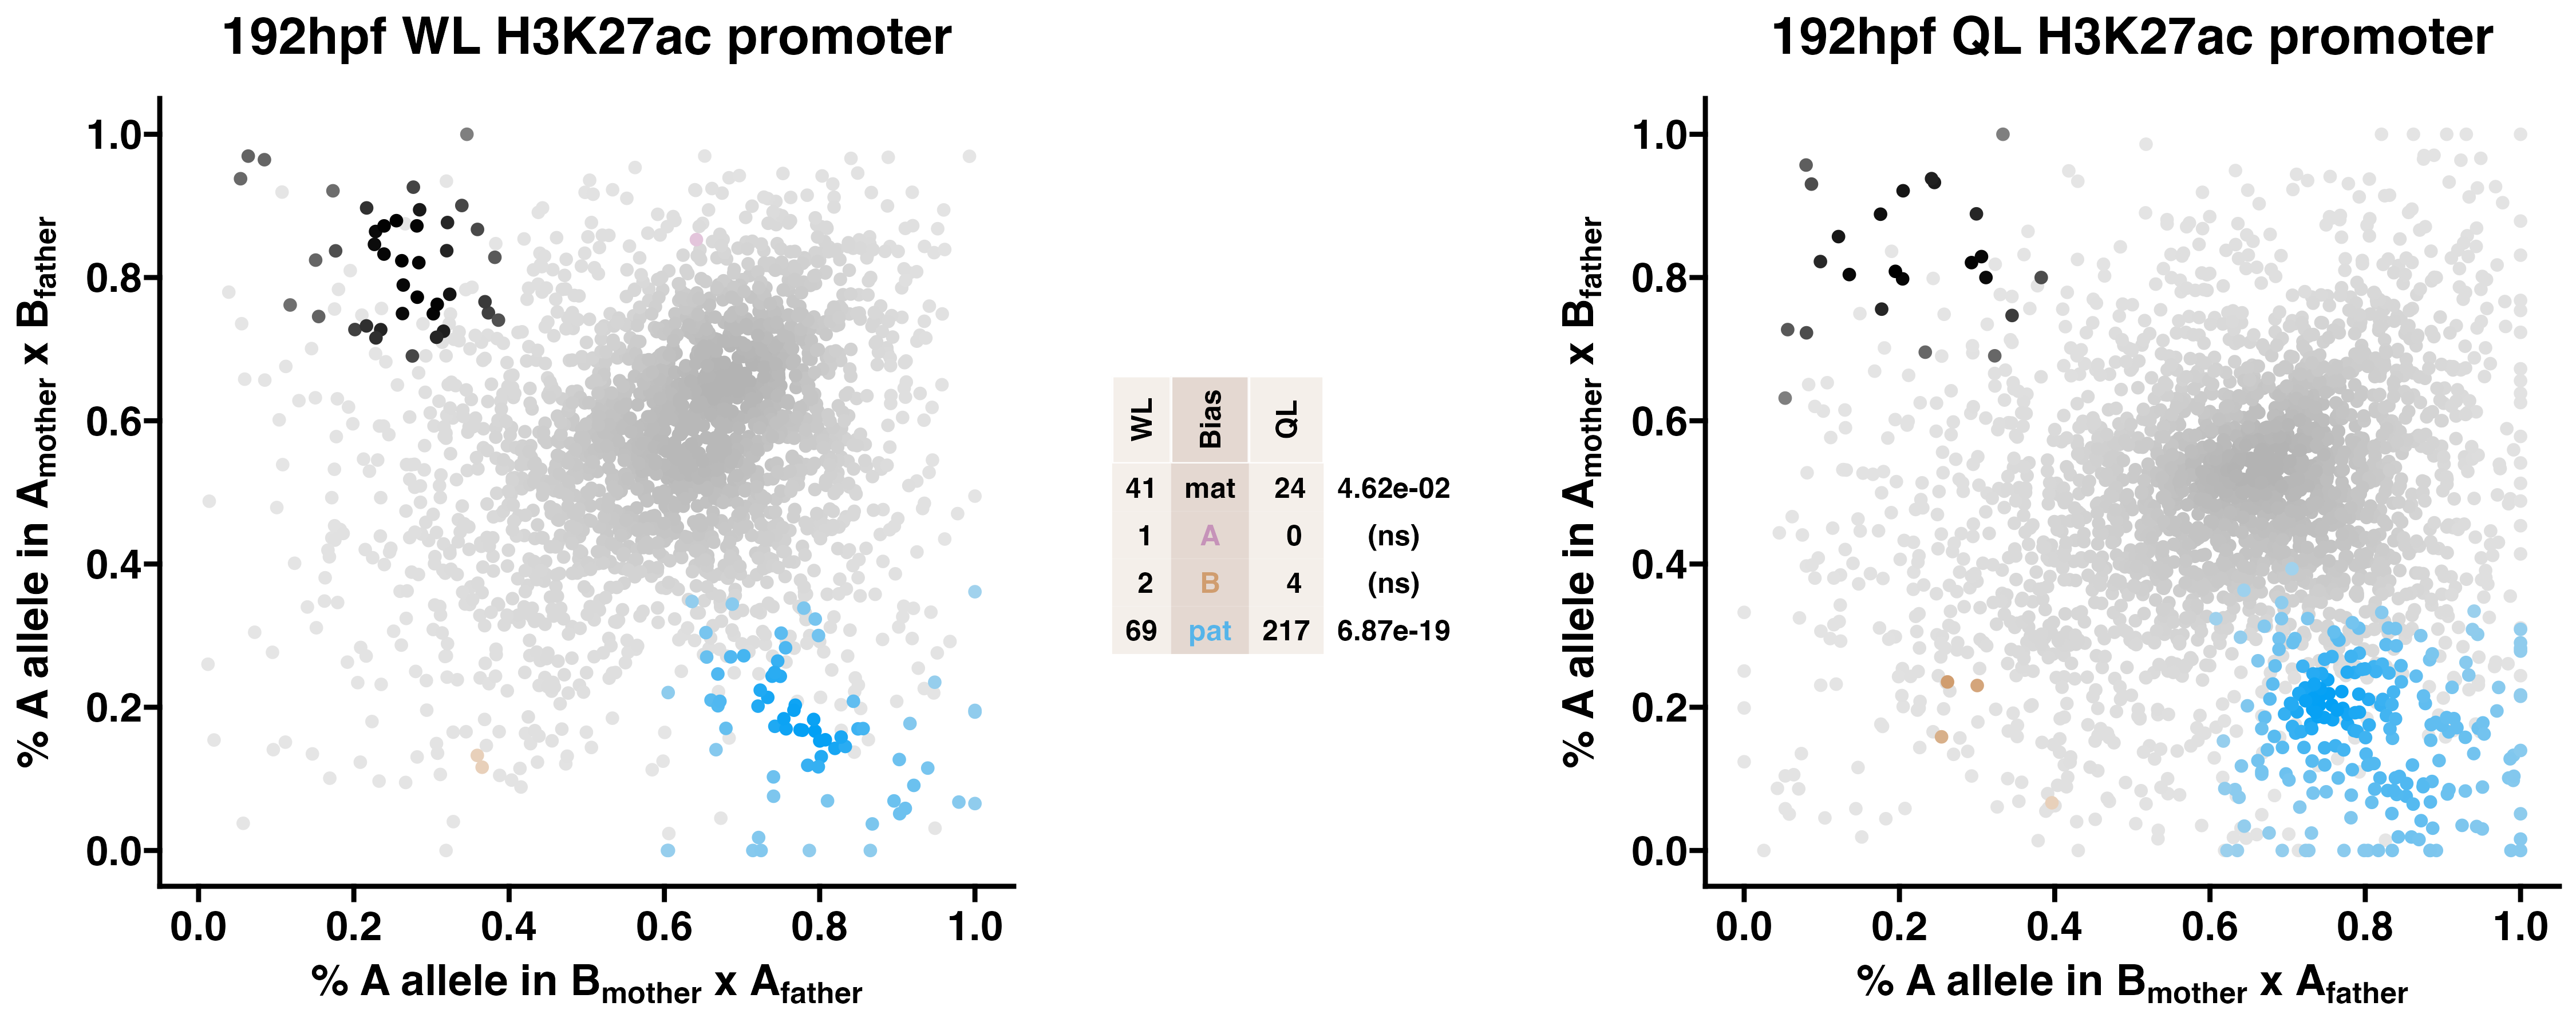 192hpf WL H3K27ac promoter
% A allele in Amother x Bfather
1.0
0.8
0.6
0.4
0.2
0.0
0.0 0.2 0.4 0.6 0.8 1.0
% A allele in Bmother x Afather
WL Bias QL
41 mat 24 4.62e-02
1 A 0 (ns)
2 B 4 (ns)
69 pat 217 6.87e-19
192hpf QL H3K27ac promoter
% A allele in Amother x Bfather
1.0
0.8
0.6
0.4
0.2
0.0
0.0 0.2 0.4 0.6 0.8 1.0
% A allele in Bmother x Afather